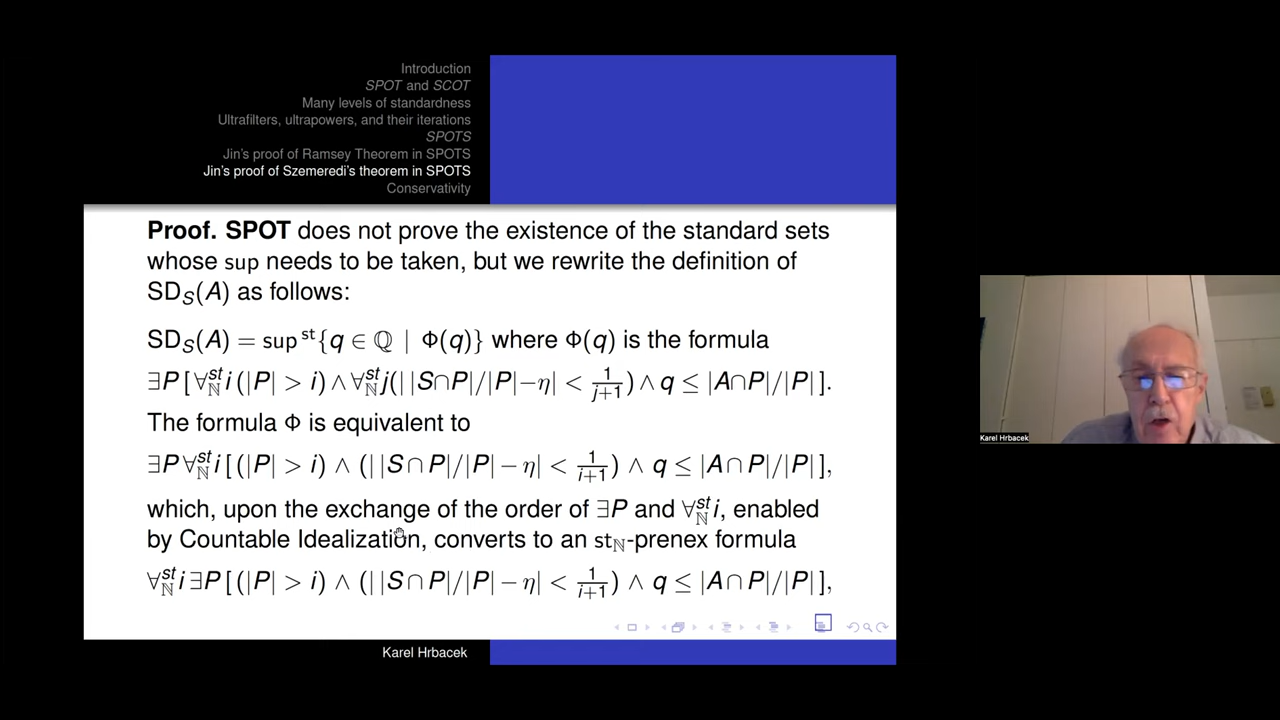 Introduction
SPOT and SCOT
Many levels of standardness
Ultrafilters, ultrapowers, and their iterations
SPOTS
Jin's proof of Ramsey Theorem in SPOTS
Jin's proof of Szemeredi's theorem in SPOTS
Conservativity
Proof. SPOT does not prove the existence of the standard sets
whose sup needs to be taken, but we rewrite the definition of
SD_S(A) as follows:
SD_S(A) = sup^st{q ∈ ℚ | Φ(q)} where Φ(q) is the formula
∃P [∀^st_ℕ i (|P| > i) ∧ ∀^st_ℕ j(| |S∩P|/|P|−η| < 1/(j+1)) ∧ q ≤ |A∩P|/|P| ].
The formula Φ is equivalent to
∃P ∀^st_ℕ i [(|P| > i) ∧ (| |S ∩ P|/|P| − η| < 1/(i+1)) ∧ q ≤ |A ∩ P|/|P| ],
which, upon the exchange of the order of ∃P and ∀^st_ℕ i, enabled
by Countable Idealization, converts to an st_ℕ-prenex formula
∀^st_ℕ i ∃P [(|P| > i) ∧ (| |S ∩ P|/|P| − η| < 1/(i+1)) ∧ q ≤ |A ∩ P|/|P| ],
Karel Hrbacek
Karel Hrbacek